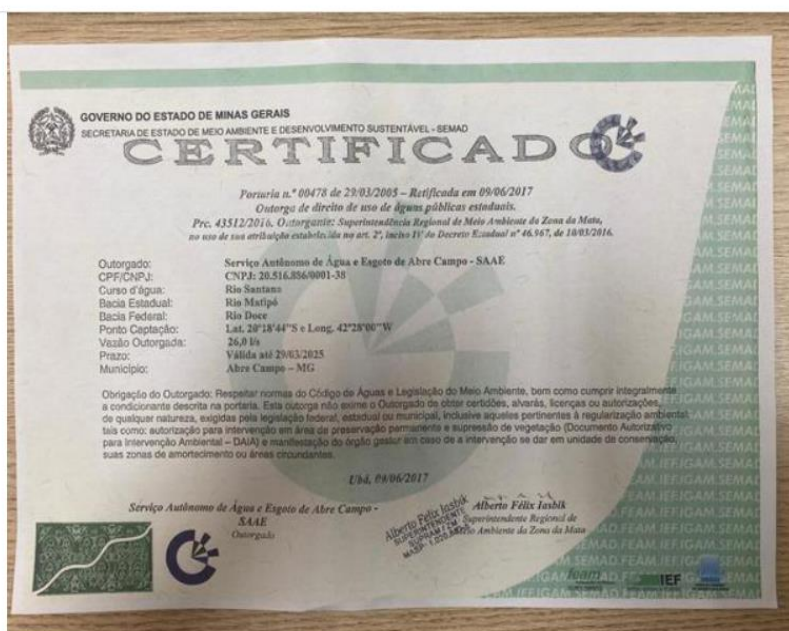 GOVERNO DO ESTADO DE MINAS GERAIS
SECRETARIA DE ESTADO DE MEIO AMBIENTE E DESENVOLVIMENTO SUSTENTÁVEL - SEMAD
CERTIFICADO
Portaria n.º 00478 de 29/03/2005 – Retificada em 09/06/2017
Outorga de direito de uso de águas públicas estaduais.
Prc. 43512/2016. Outorgante: Superintendência Regional de Meio Ambiente da Zona da Mata,
no uso de sua atribuição estabelecida no art. 2º, inciso IV do Decreto Estadual nº 46.967, de 10/03/2016.
Outorgado: Serviço Autônomo de Água e Esgoto de Abre Campo - SAAE
CPF/CNPJ: CNPJ: 20.516.886/0001-38
Curso d'água: Rio Santana
Bacia Estadual: Rio Matipó
Bacia Federal: Rio Doce
Ponto Captação: Lat. 20°18'44"S e Long. 42°28'00"W
Vazão Outorgada: 26,0 l/s
Prazo: Válida até 29/03/2025
Município: Abre Campo – MG
Obrigação do Outorgado: Respeitar normas do Código de Águas e Legislação do Meio Ambiente, bem como cumprir integralmente
a condicionante descrita na portaria. Esta outorga não exime o Outorgado de obter certidões, alvarás, licenças ou autorizações,
de qualquer natureza, exigidas pela legislação federal, estadual ou municipal, inclusive aqueles pertinentes à regularização ambiental,
tais como: autorização para intervenção em área de preservação permanente e supressão de vegetação (Documento Autorizativo
para Intervenção Ambiental – DAIA) e manifestação do órgão gestor em caso de a intervenção se dar em unidade de conservação,
suas zonas de amortecimento ou áreas circundantes.
Ubá, 09/06/2017
Serviço Autônomo de Água e Esgoto de Abre Campo -
SAAE
Outorgado
Alberto Félix Iasbik
SUPERINTENDENTE
SUPRAM / ZM
Alberto Félix Iasbik
Superintendente Regional de
Meio Ambiente da Zona da Mata
feam
IEF